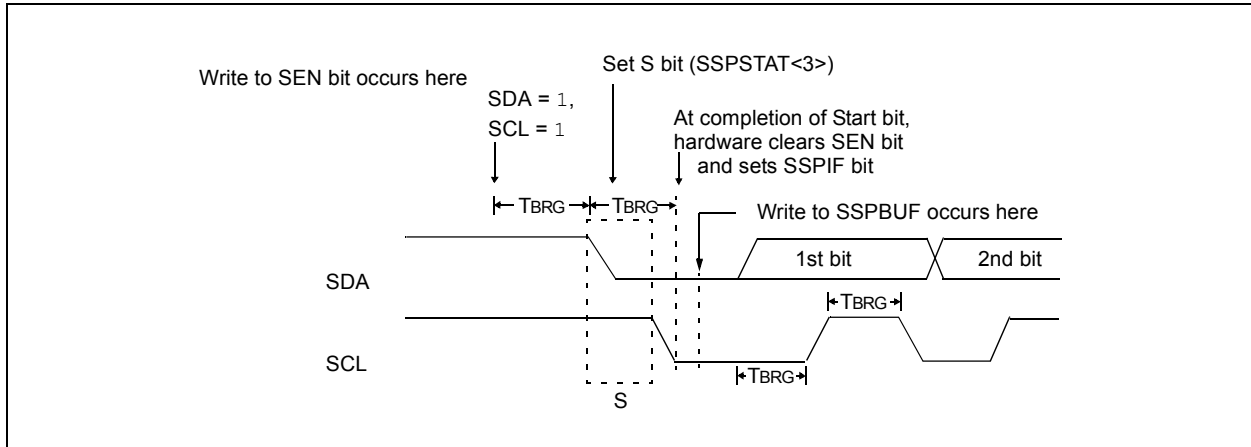 Write to SEN bit occurs here
Set S bit (SSPSTAT<3>)
SDA = 1,
SCL = 1
At completion of Start bit,
hardware clears SEN bit
and sets SSPIF bit
TBRG TBRG
Write to SSPBUF occurs here
SDA
1st bit 2nd bit
TBRG
SCL
TBRG
S